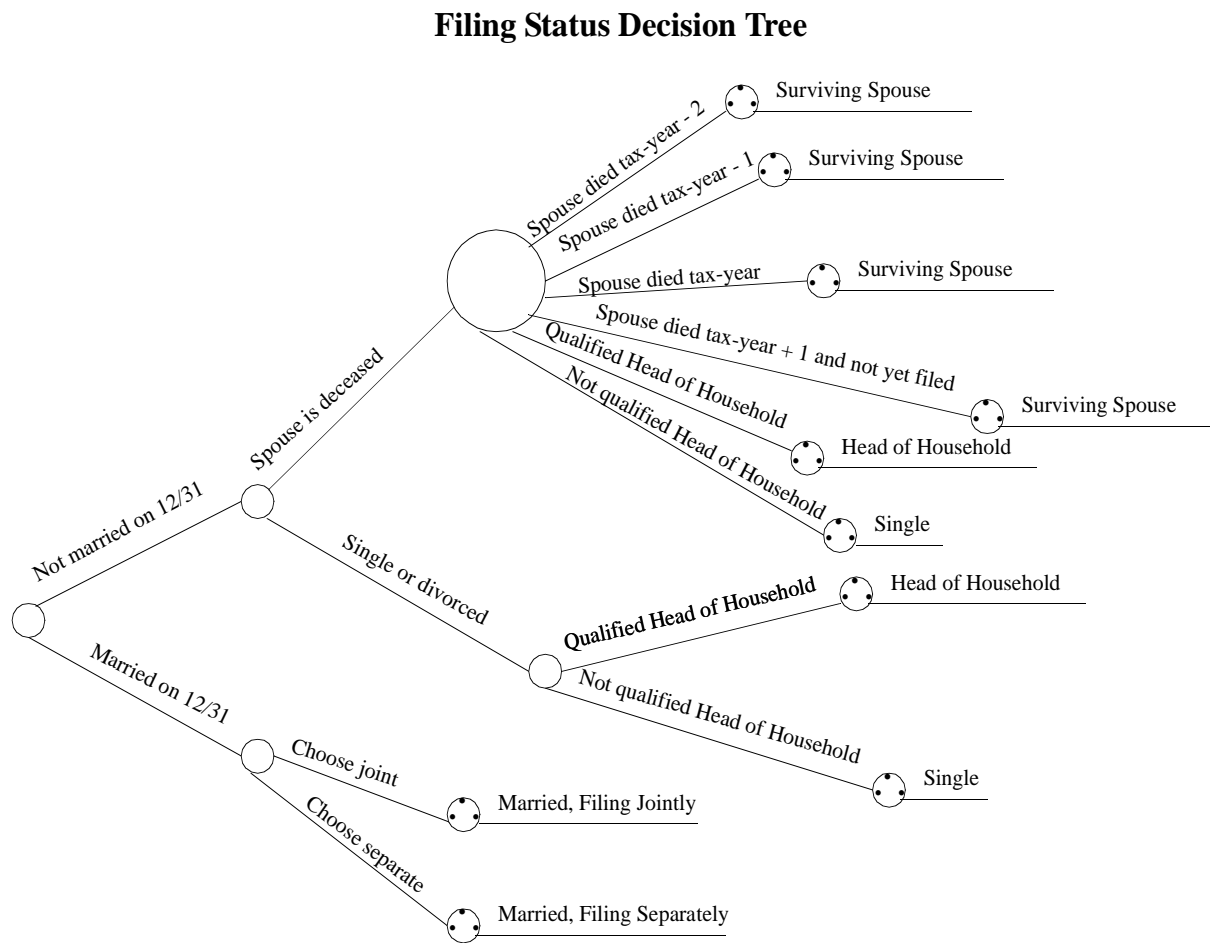 Filing Status Decision Tree
Spouse died tax-year - 2
Surviving Spouse
Spouse died tax-year - 1
Surviving Spouse
Spouse died tax-year
Surviving Spouse
Spouse died tax-year + 1 and not yet filed
Surviving Spouse
Qualified Head of Household
Head of Household
Not qualified Head of Household
Single
Spouse is deceased
Not married on 12/31
Single or divorced
Qualified Head of Household
Head of Household
Not qualified Head of Household
Single
Married on 12/31
Choose joint
Married, Filing Jointly
Choose separate
Married, Filing Separately